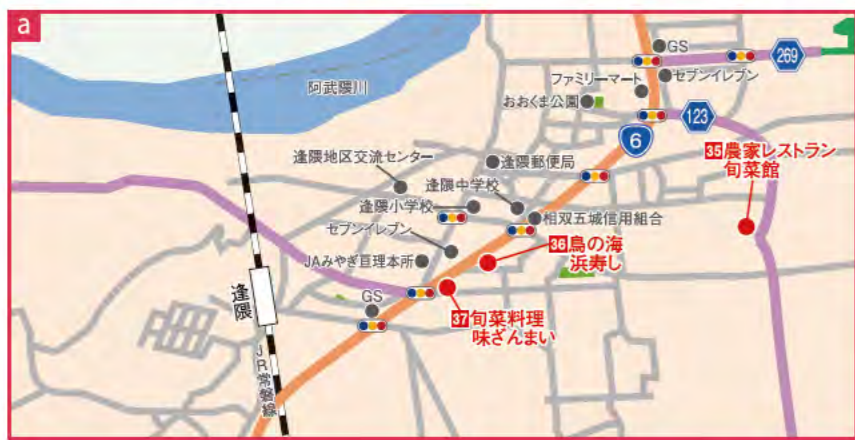 a
GS
269
ファミリーマート
セブンイレブン
阿武隈川
おおくま公園
123
6
35 農家レストラン
旬菜館
逢隈地区交流センター
逢隈郵便局
逢隈中学校
逢隈小学校
相双五城信用組合
セブンイレブン
36 鳥の海
浜寿し
JAみやぎ亘理本所
逢隈
GS
37 旬菜料理
味ざんまい
JR常磐線